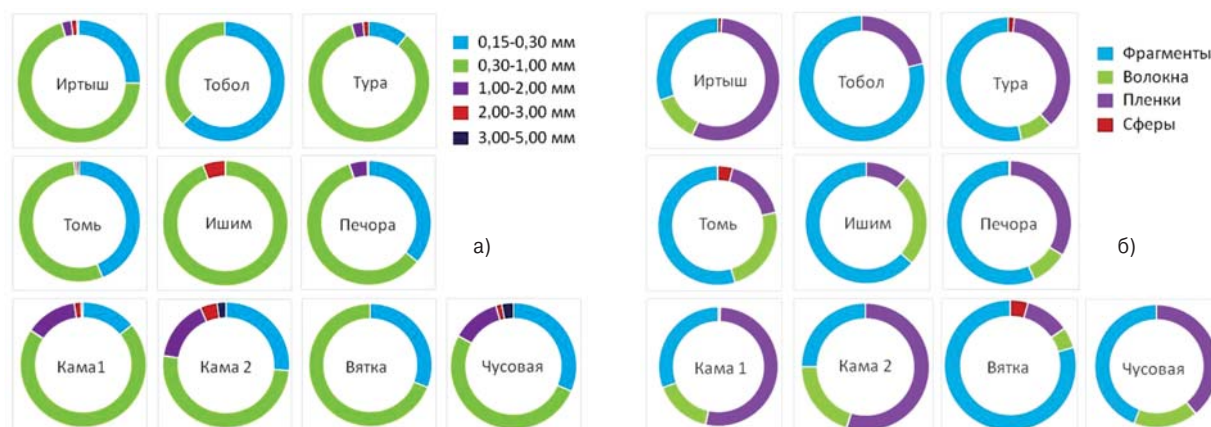 Иртыш
Тобол
Тура
0,15-0,30 мм
0,30-1,00 мм
1,00-2,00 мм
2,00-3,00 мм
3,00-5,00 мм
Томь
Ишим
Печора
а)
Кама1
Кама 2
Вятка
Чусовая
Иртыш
Тобол
Тура
Фрагменты
Волокна
Пленки
Сферы
Томь
Ишим
Печора
б)
Кама 1
Кама 2
Вятка
Чусовая